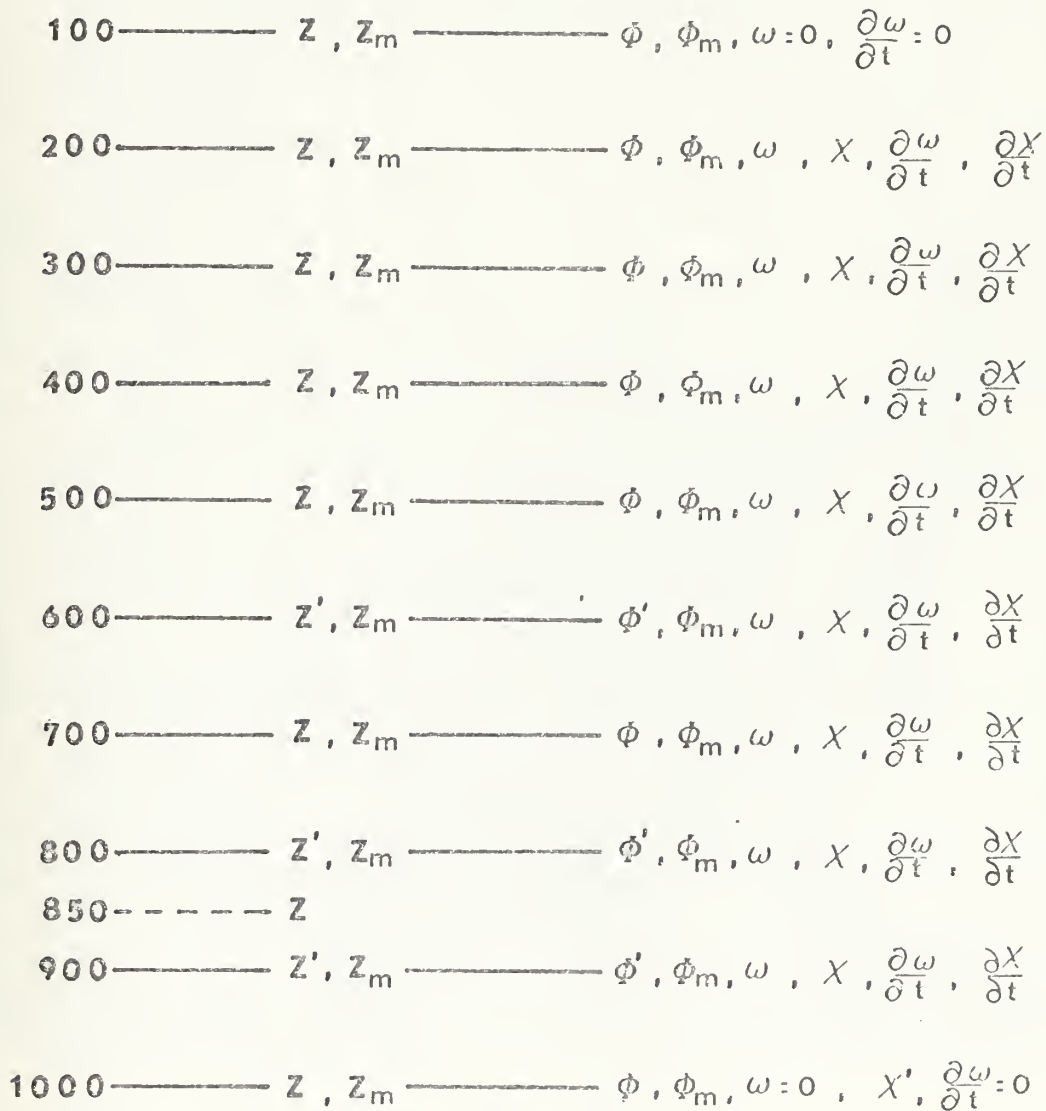 100 Z, Zm Φ, Φm, ω=0, ∂ω/∂t=0
200 Z, Zm Φ, Φm, ω, X, ∂ω/∂t, ∂X/∂t
300 Z, Zm Φ, Φm, ω, X, ∂ω/∂t, ∂X/∂t
400 Z, Zm Φ, Φm, ω, X, ∂ω/∂t, ∂X/∂t
500 Z, Zm Φ, Φm, ω, X, ∂ω/∂t, ∂X/∂t
600 Z', Zm Φ', Φm, ω, X, ∂ω/∂t, ∂X/∂t
700 Z, Zm Φ, Φm, ω, X, ∂ω/∂t, ∂X/∂t
800 Z', Zm Φ', Φm, ω, X, ∂ω/∂t, ∂X/∂t
850 Z
900 Z', Zm Φ', Φm, ω, X, ∂ω/∂t, ∂X/∂t
1000 Z, Zm Φ, Φm, ω=0, X', ∂ω/∂t=0